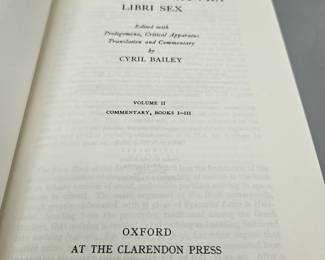 LIBRI SEX
Edited with
Prolegomena, Critical Apparatus
Translation and Commentary
by
CYRIL BAILEY
VOLUME II
COMMENTARY, BOOKS I–III
OXFORD
AT THE CLARENDON PRESS